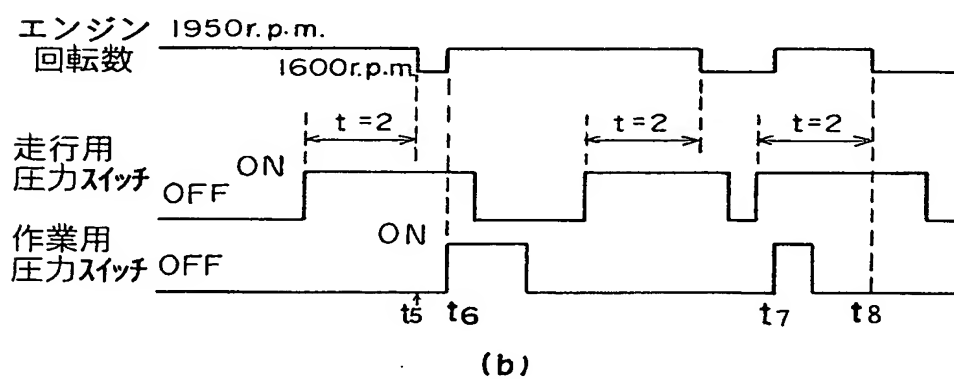 エンジン
回転数
1950r.p.m.
1600r.p.m
t=2
t=2
t=2
走行用
圧力スイッチ
ON
OFF
作業用
圧力スイッチ
ON
OFF
t5
t6
t7
t8
(b)